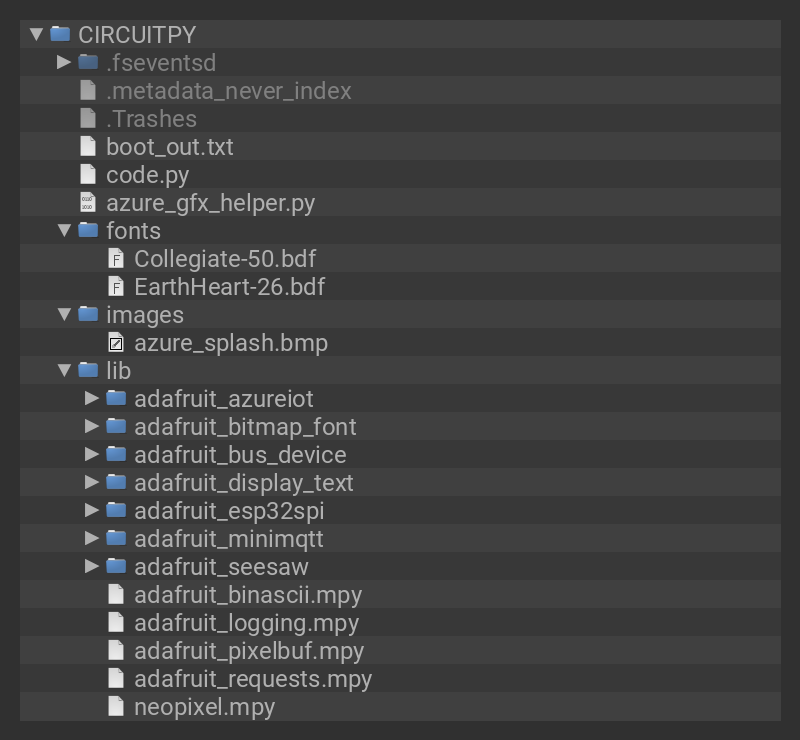 CIRCUITPY
.fseventsd
.metadata_never_index
.Trashes
boot_out.txt
code.py
azure_gfx_helper.py
fonts
Collegiate-50.bdf
EarthHeart-26.bdf
images
azure_splash.bmp
lib
adafruit_azureiot
adafruit_bitmap_font
adafruit_bus_device
adafruit_display_text
adafruit_esp32spi
adafruit_minimqtt
adafruit_seesaw
adafruit_binascii.mpy
adafruit_logging.mpy
adafruit_pixelbuf.mpy
adafruit_requests.mpy
neopixel.mpy